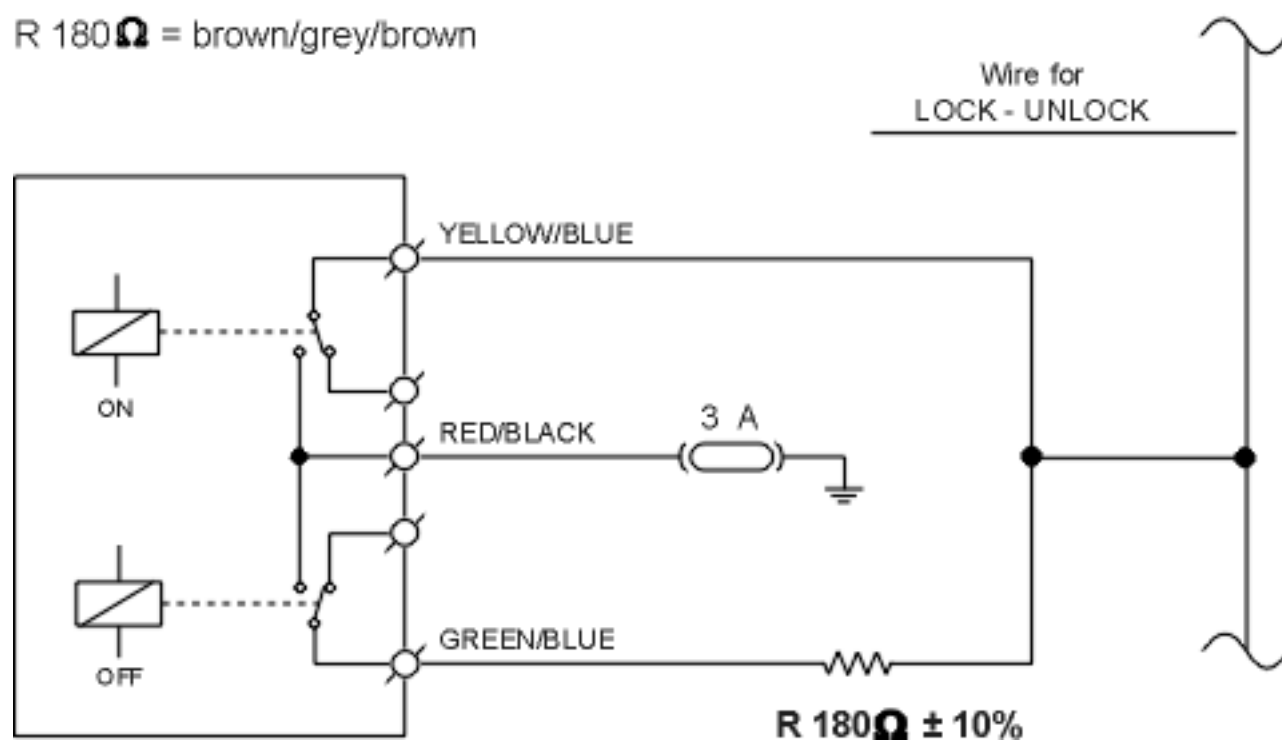 R 180Ω = brown/grey/brown
Wire for
LOCK - UNLOCK
YELLOW/BLUE
ON
3 A
RED/BLACK
GREEN/BLUE
OFF
R 180Ω ± 10%